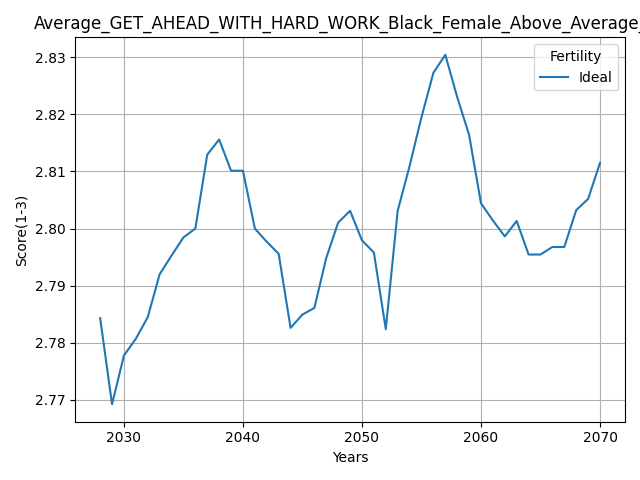 Average_GET_AHEAD_WITH_HARD_WORK_Black_Female_Above_Average_
Fertility
Ideal
Score(1-3)
2.83
2.82
2.81
2.80
2.79
2.78
2.77
2030 2040 2050 2060 2070
Years